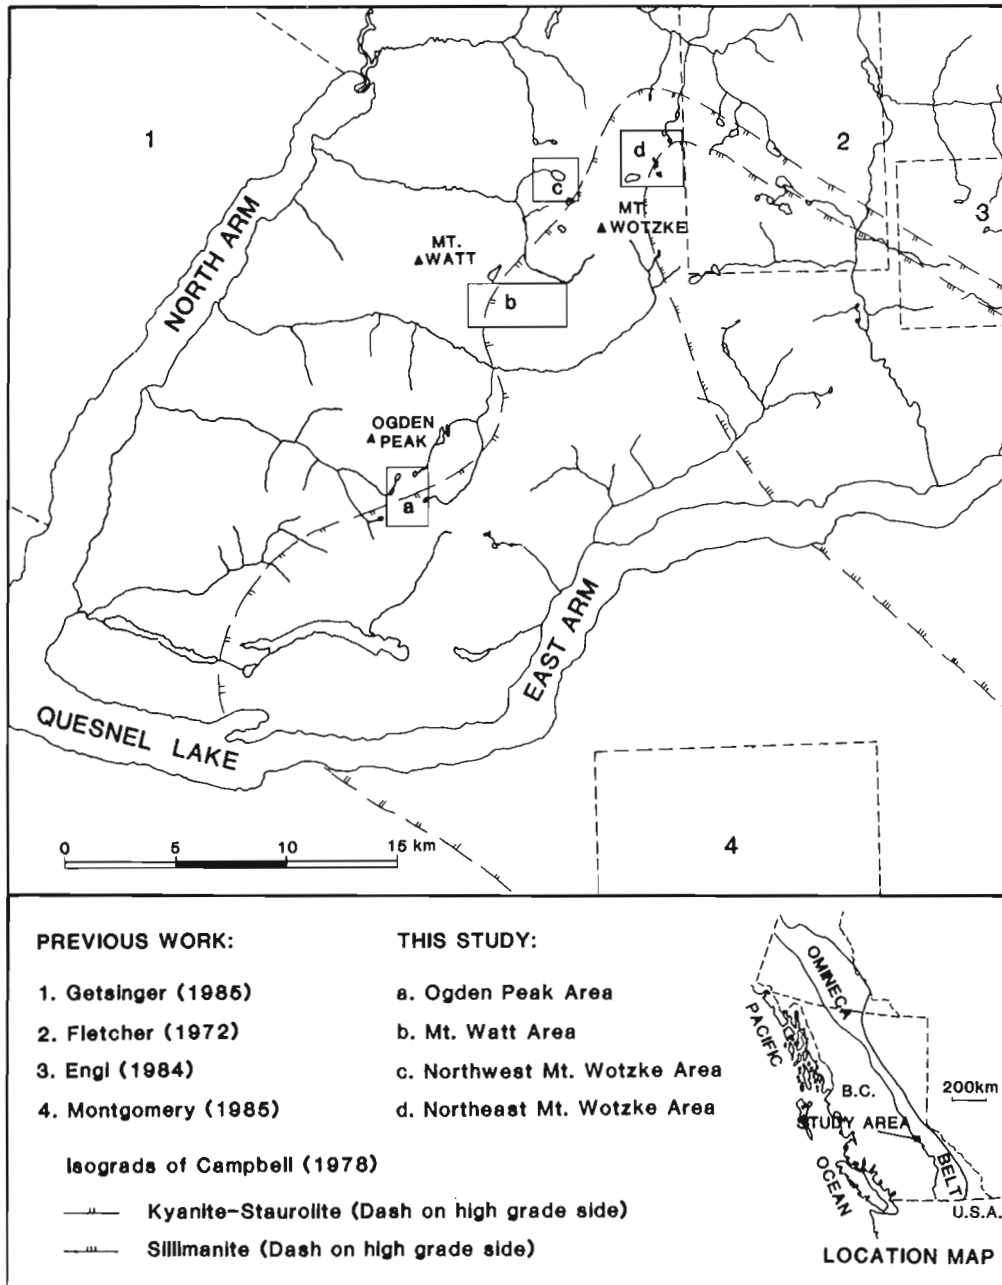 1
2
3
4
NORTH ARM
MT.
WATT
MT.
WOTZKE
OGDEN
PEAK
a
b
c
d
EAST ARM
QUESNEL LAKE
0 5 10 15 km
PREVIOUS WORK:
1. Getsinger (1985)
2. Fletcher (1972)
3. Engi (1984)
4. Montgomery (1985)
THIS STUDY:
a. Ogden Peak Area
b. Mt. Watt Area
c. Northwest Mt. Wotzke Area
d. Northeast Mt. Wotzke Area
Isograds of Campbell (1978)
Kyanite-Staurolite (Dash on high grade side)
Sillimanite (Dash on high grade side)
OMINECA
BELT
PACIFIC
OCEAN
B.C.
STUDY AREA
200km
U.S.A.
LOCATION MAP